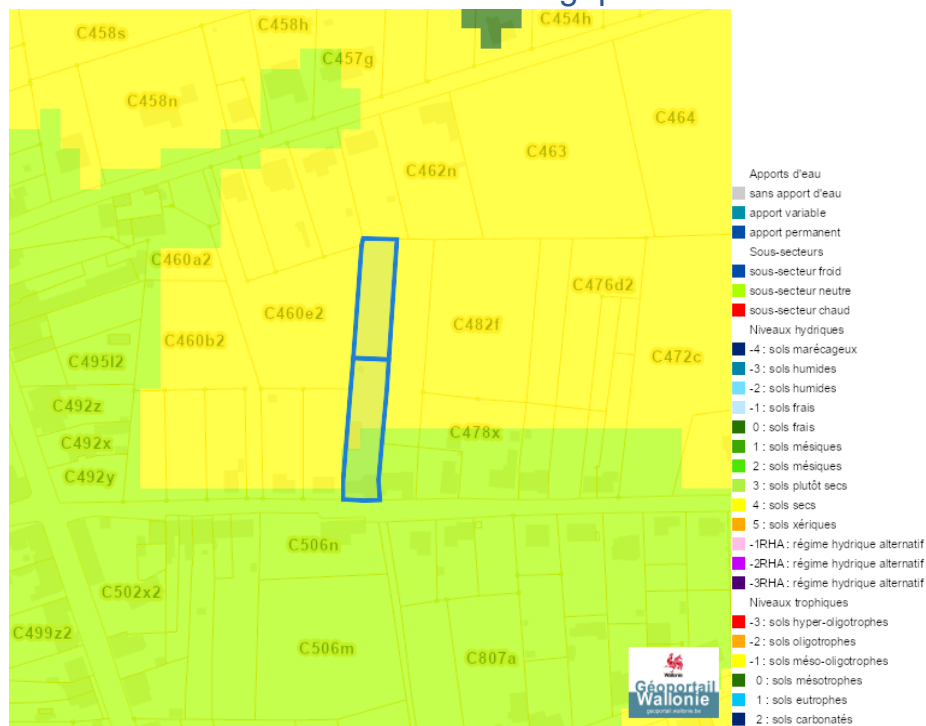 C458s
C458h
C454h
C457g
C458n
C464
C463
C462n
C460a2
C476d2
C460e2
C482f
C460b2
C472c
C495l2
C492z
C478x
C492x
C492y
C506n
C502x2
C499z2
C506m
C807a
Wallonie
Géoportail
Wallonie
geoportail.wallonie.be
Apports d'eau
sans apport d'eau
apport variable
apport permanent
Sous-secteurs
sous-secteur froid
sous-secteur neutre
sous-secteur chaud
Niveaux hydriques
-4 : sols marécageux
-3 : sols humides
-2 : sols humides
-1 : sols frais
0 : sols frais
1 : sols mésiques
2 : sols mésiques
3 : sols plutôt secs
4 : sols secs
5 : sols xériques
-1RHA : régime hydrique alternatif
-2RHA : régime hydrique alternatif
-3RHA : régime hydrique alternatif
Niveaux trophiques
-3 : sols hyper-oligotrophes
-2 : sols oligotrophes
-1 : sols méso-oligotrophes
0 : sols mésotrophes
1 : sols eutrophes
2 : sols carbonatés